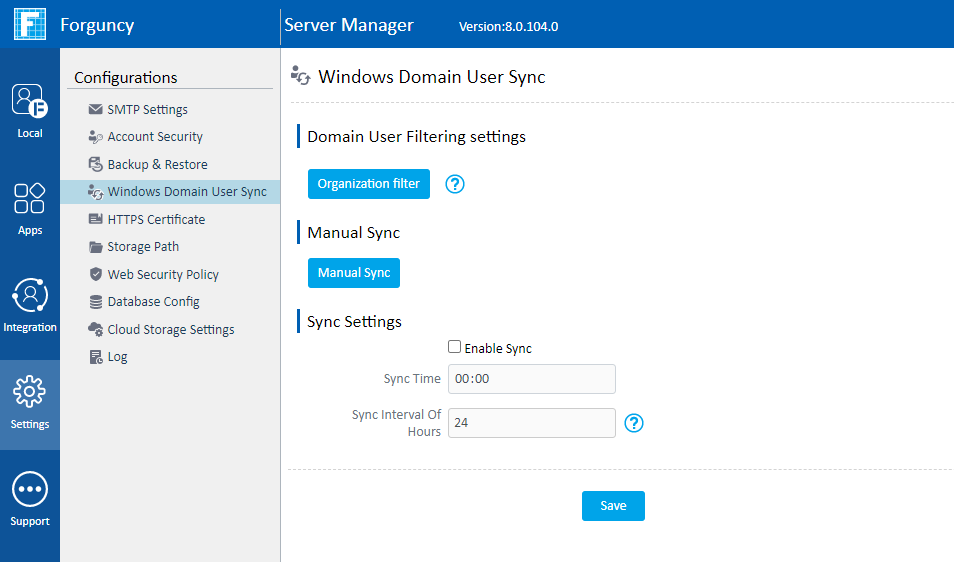 Forguncy
Server Manager
Version:8.0.104.0
Local
Apps
Integration
Settings
Support
Configurations
SMTP Settings
Account Security
Backup & Restore
Windows Domain User Sync
HTTPS Certificate
Storage Path
Web Security Policy
Database Config
Cloud Storage Settings
Log
Windows Domain User Sync
Domain User Filtering settings
Organization filter
?
Manual Sync
Manual Sync
Sync Settings
Enable Sync
Sync Time
00:00
Sync Interval Of
Hours
24
?
Save